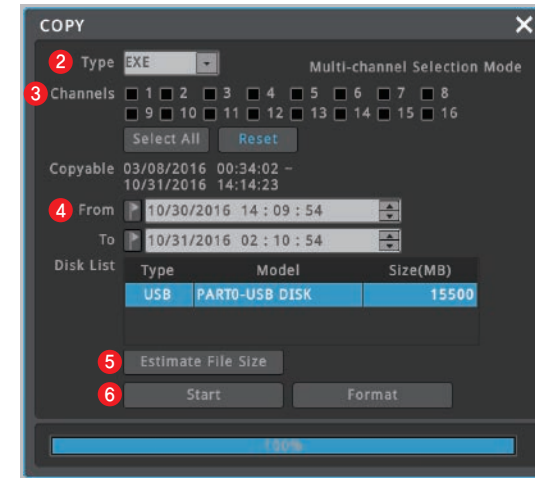 COPY
2 Type EXE Multi-channel Selection Mode
3 Channels 1 2 3 4 5 6 7 8
9 10 11 12 13 14 15 16
Select All Reset
Copyable 03/08/2016 00:34:02 ~
10/31/2016 14:14:23
4 From 10/30/2016 14 : 09 : 54
To 10/31/2016 02 : 10 : 54
Disk List Type Model Size(MB)
USB PART0-USB DISK 15500
5 Estimate File Size
6 Start Format
100%